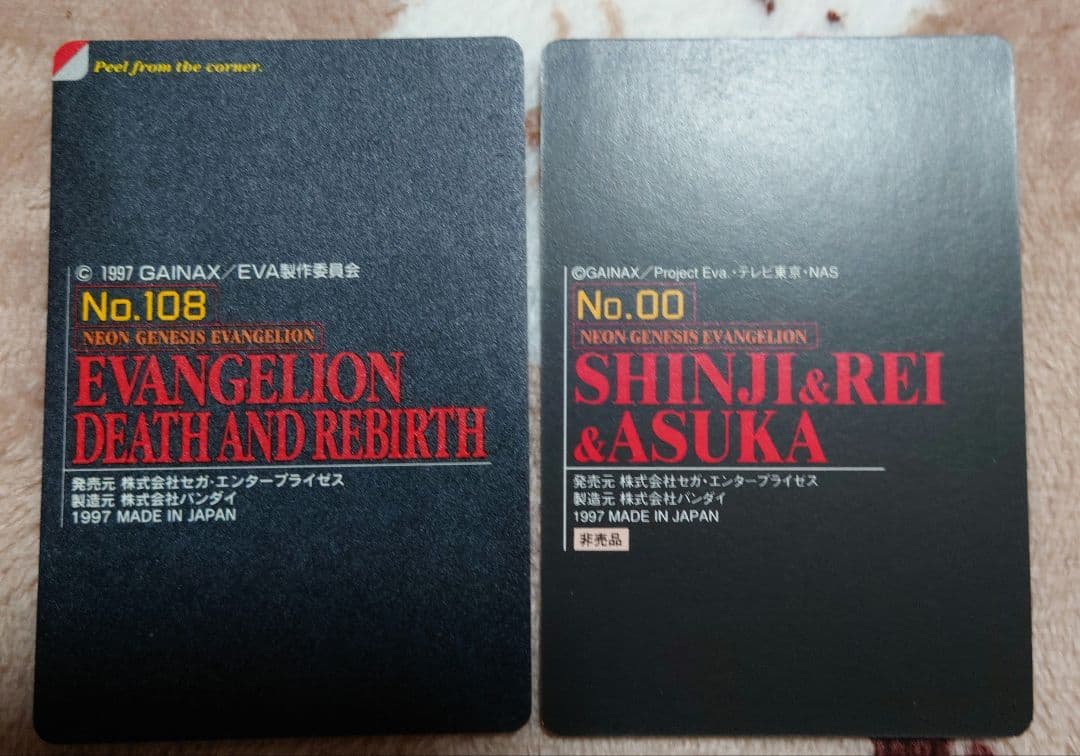 Peel from the corner.
© 1997 GAINAX/EVA製作委員会
No.108
NEON GENESIS EVANGELION
EVANGELION
DEATH AND REBIRTH
発売元 株式会社セガ・エンタープライゼス
製造元 株式会社バンダイ
1997 MADE IN JAPAN
©GAINAX/Project Eva.・テレビ東京・NAS
No.00
NEON GENESIS EVANGELION
SHINJI&REI
&ASUKA
発売元 株式会社セガ・エンタープライゼス
製造元 株式会社バンダイ
1997 MADE IN JAPAN
非売品